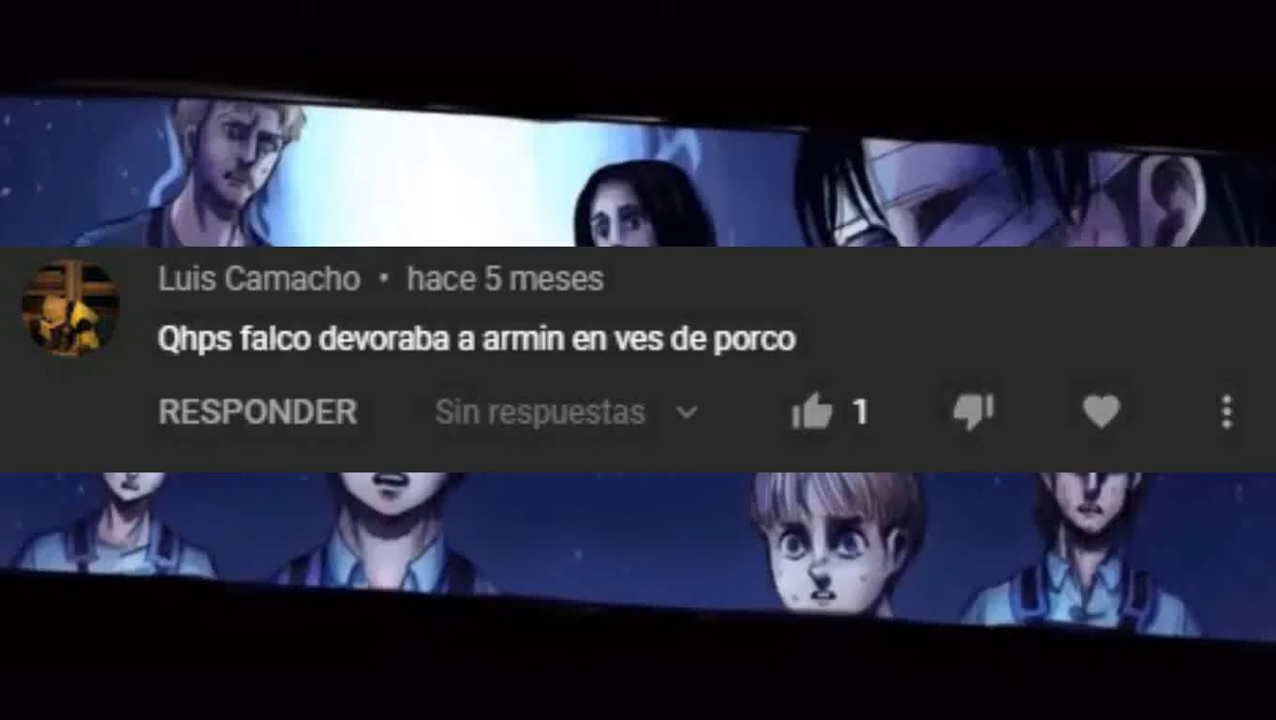 Luis Camacho · hace 5 meses
Qhps falco devoraba a armin en ves de porco
RESPONDER Sin respuestas 1